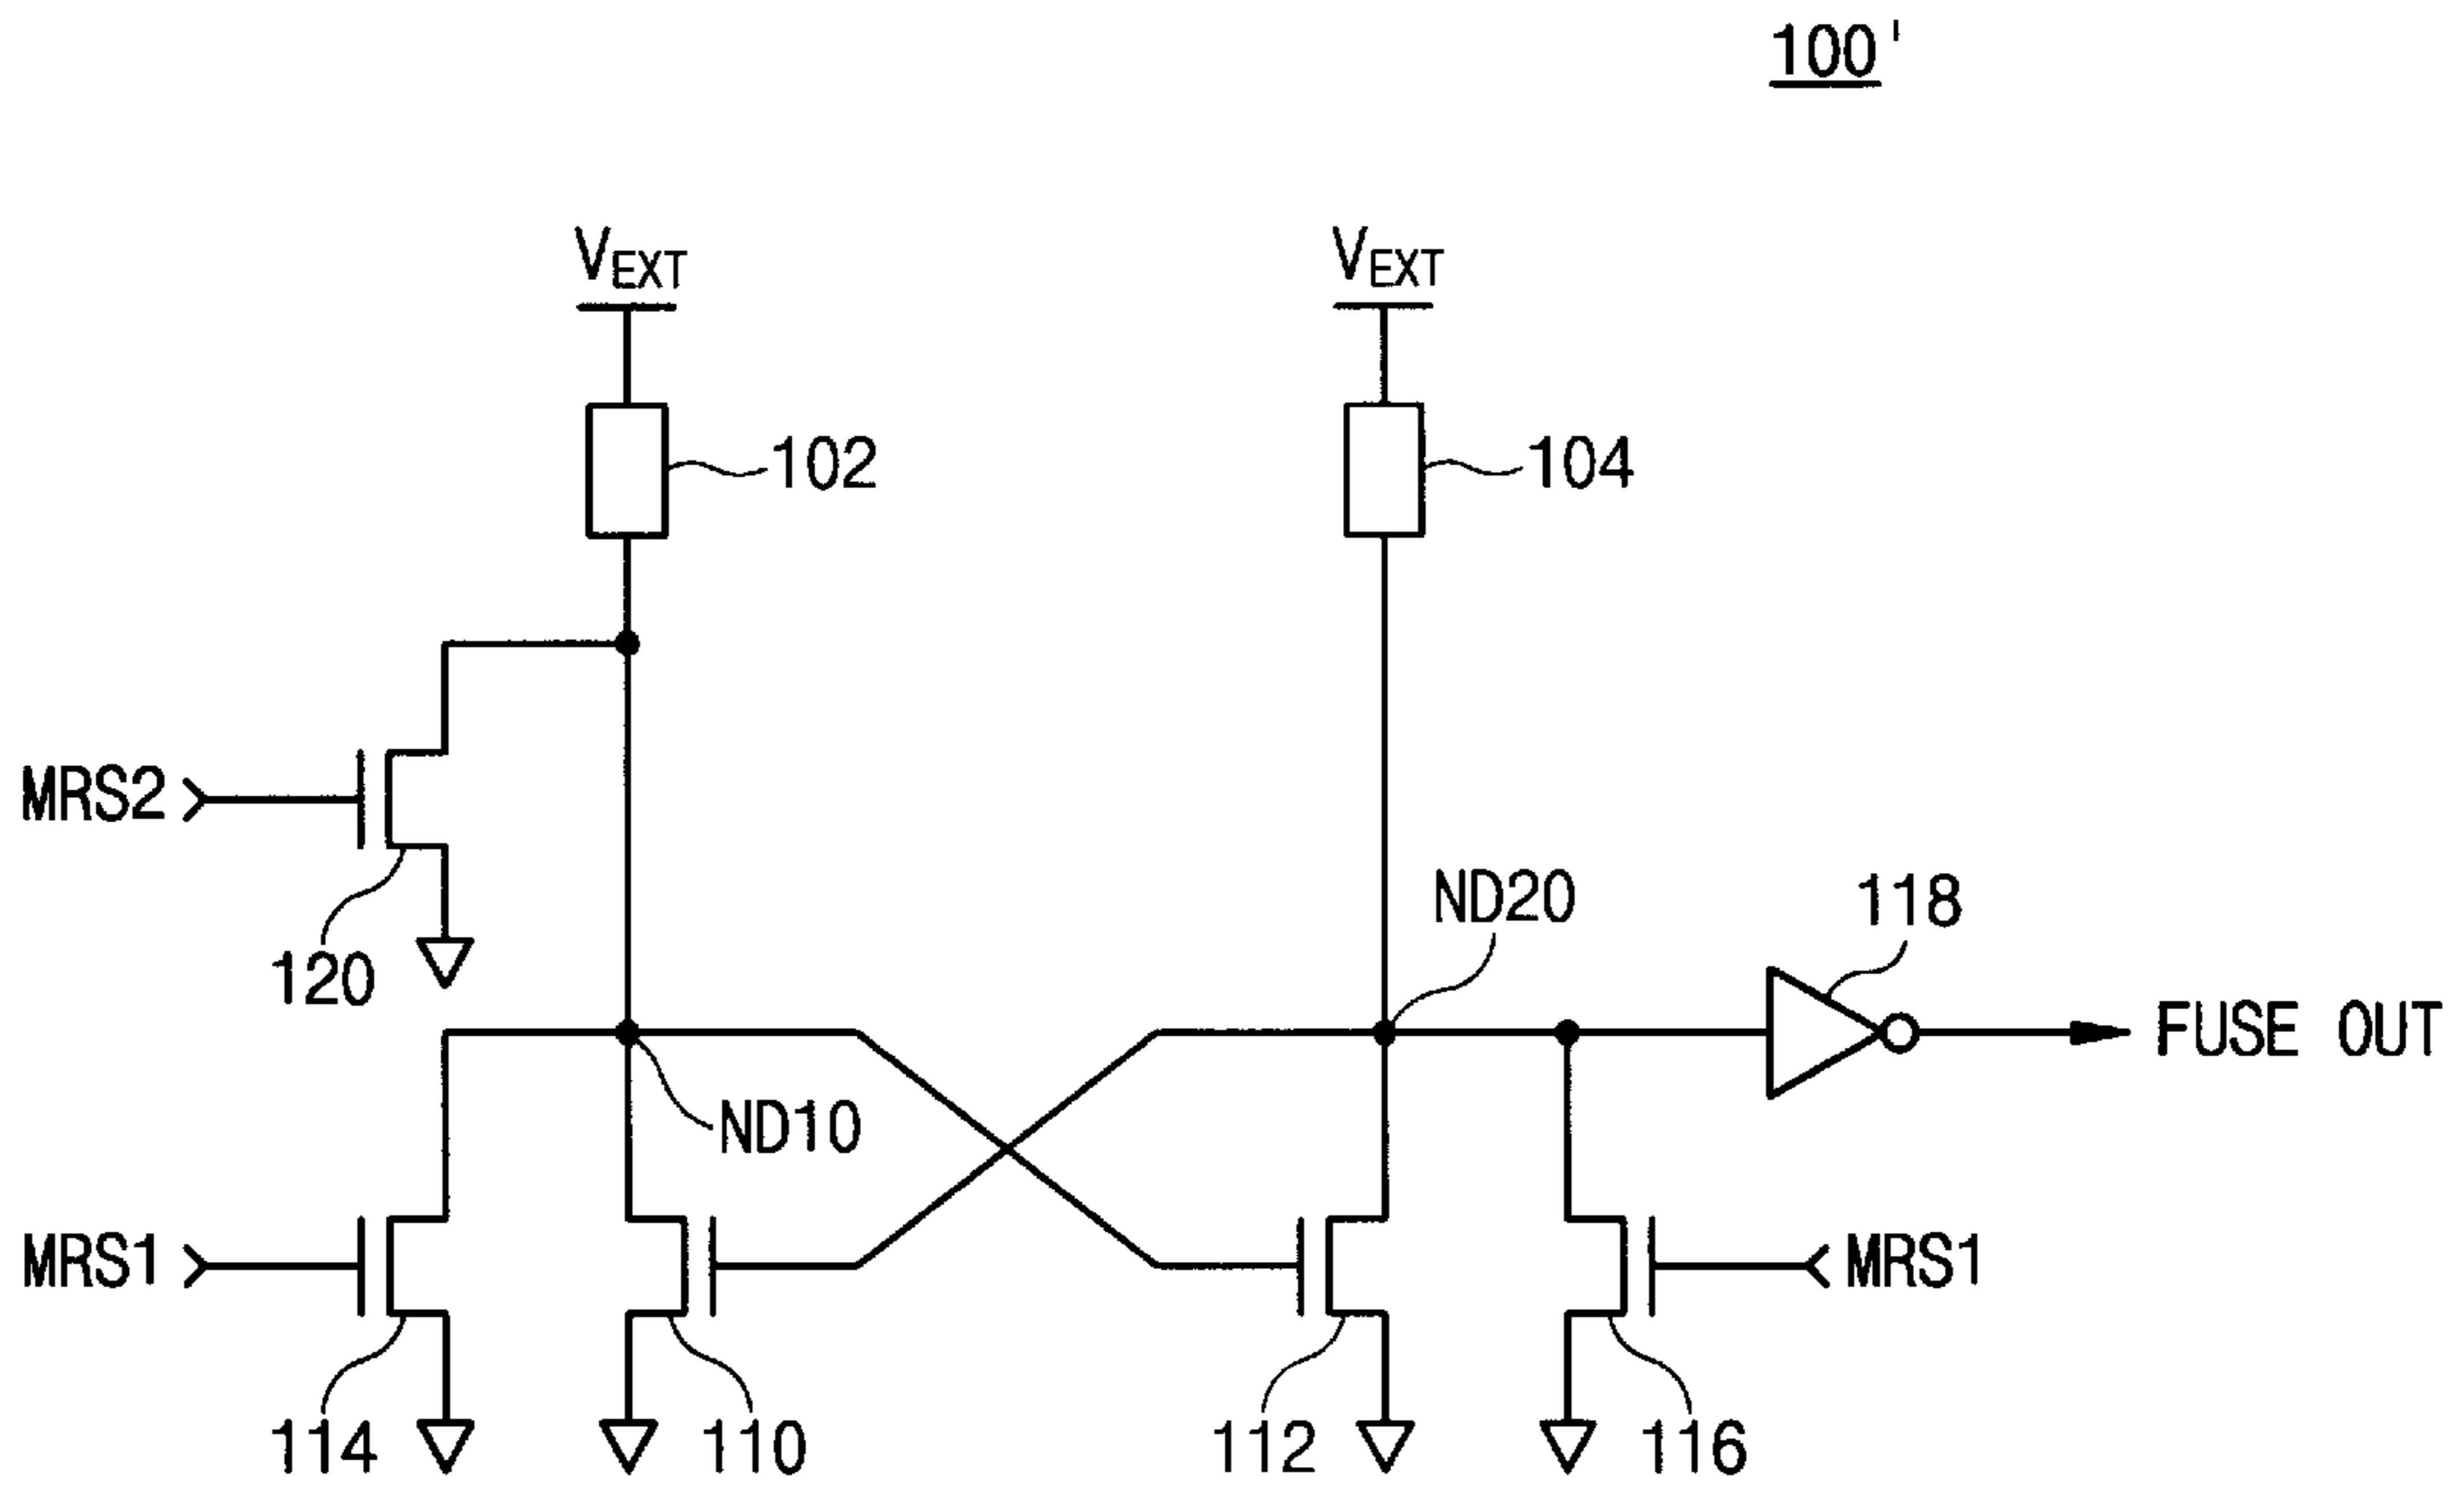 100'
VEXT
VEXT
102
104
MRS2
120
ND20
118
FUSE OUT
ND10
MRS1
MRS1
114
110
112
116